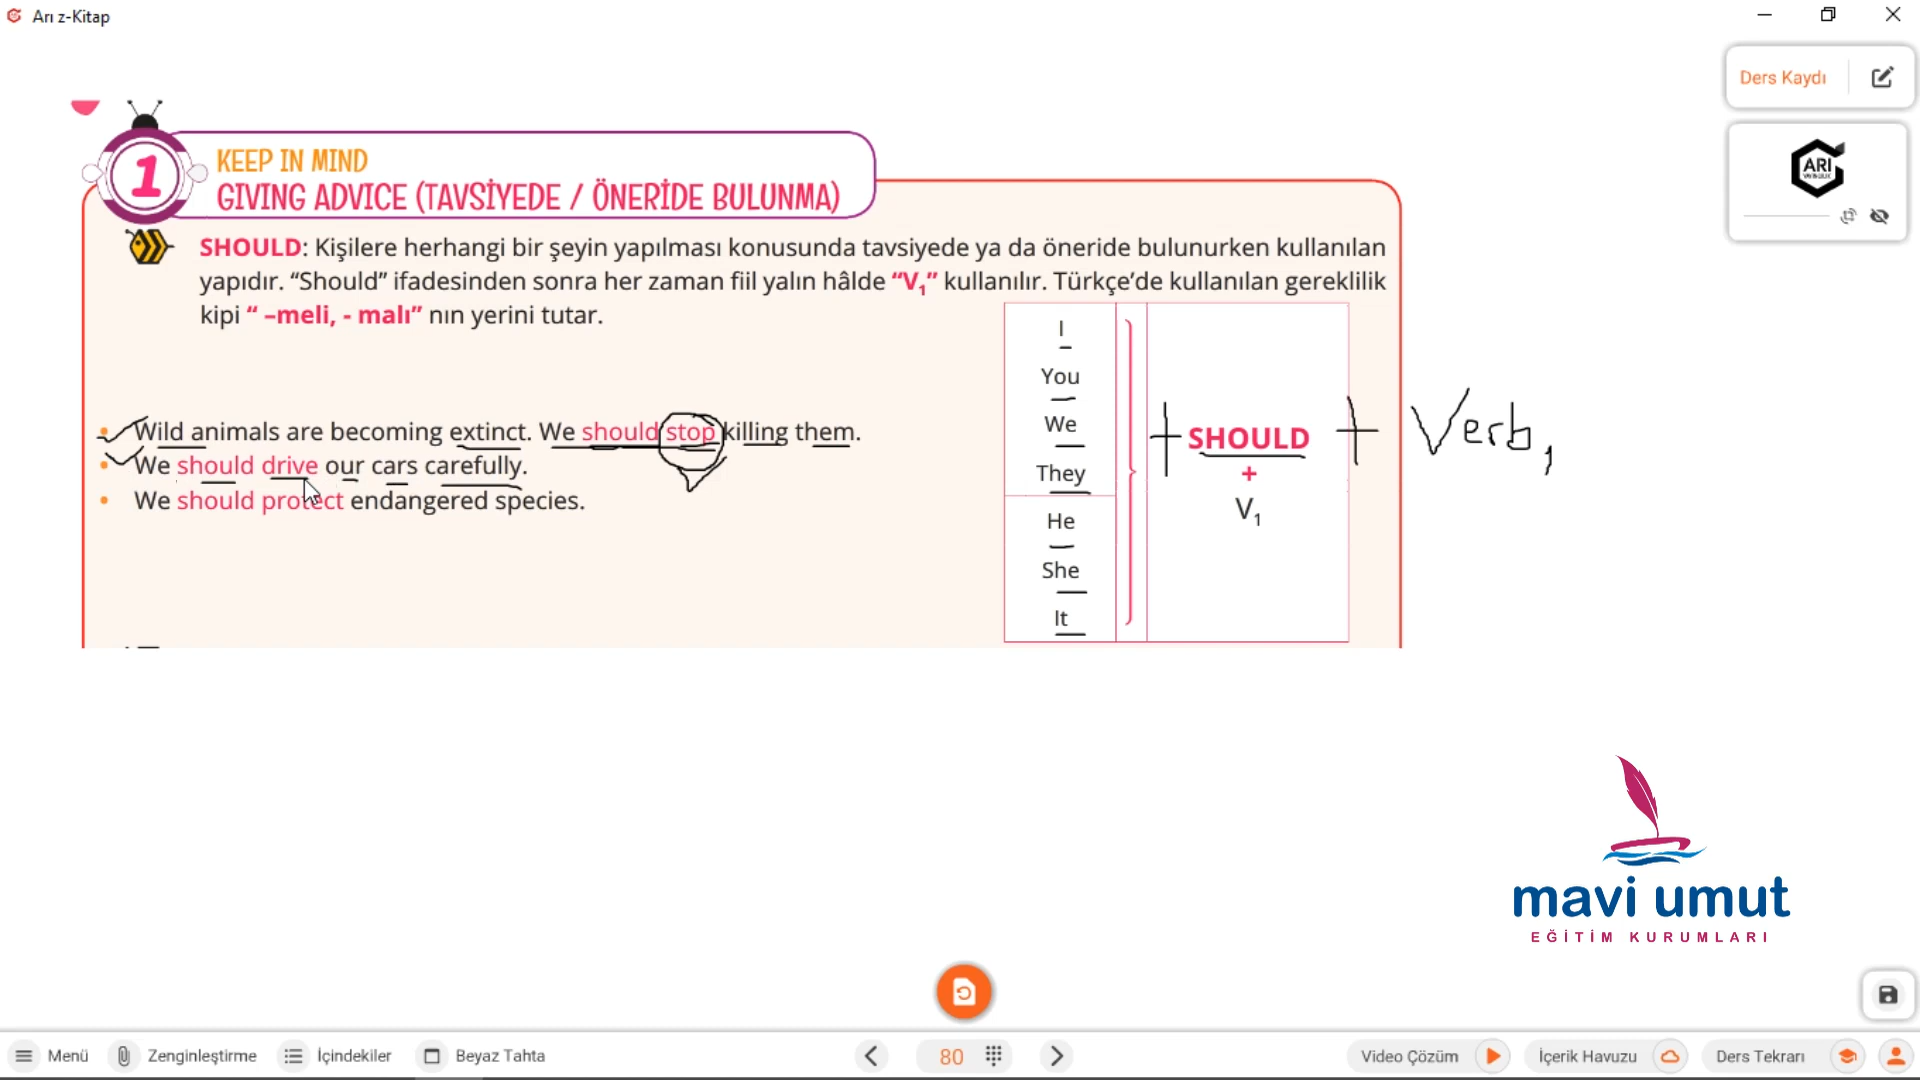 Arı z-Kitap
Ders Kaydı
ARI
1
KEEP IN MIND
GIVING ADVICE (TAVSİYEDE / ÖNERİDE BULUNMA)
SHOULD: Kişilere herhangi bir şeyin yapılması konusunda tavsiyede ya da öneride bulunurken kullanılan
yapıdır. “Should” ifadesinden sonra her zaman fiil yalın hâlde “V₁” kullanılır. Türkçe’de kullanılan gereklilik
kipi “ –meli, - malı” nın yerini tutar.
• Wild animals are becoming extinct. We should stop killing them.
• We should drive our cars carefully.
• We should protect endangered species.
I
You
We
They
He
She
It
+ SHOULD + Verb₁
+
V₁
mavi umut
EĞİTİM KURUMLARI
Menü
Zenginleştirme
İçindekiler
Beyaz Tahta
80
Video Çözüm
İçerik Havuzu
Ders Tekrarı